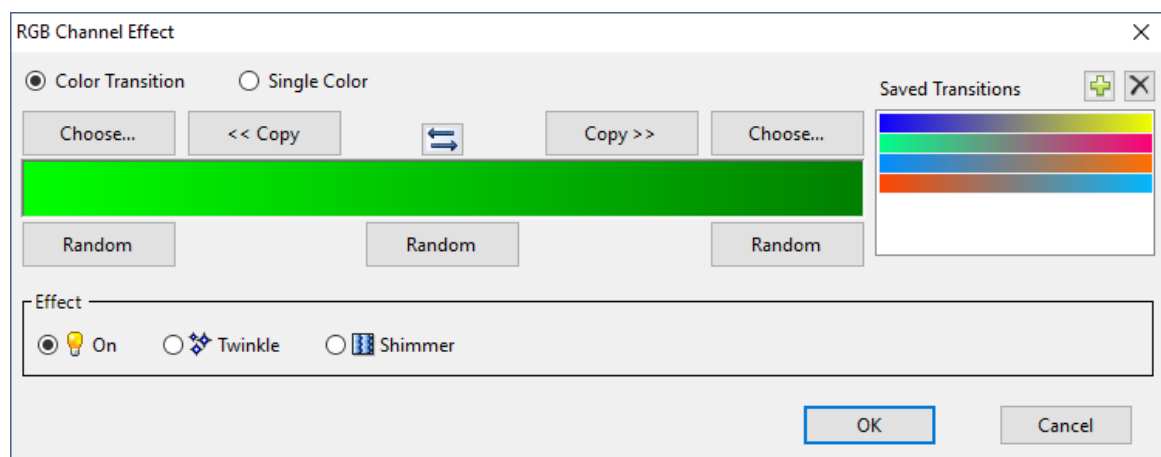 RGB Channel Effect
Color Transition Single Color
Saved Transitions
Choose... << Copy Copy >> Choose...
Random Random Random
Effect
On Twinkle Shimmer
OK Cancel